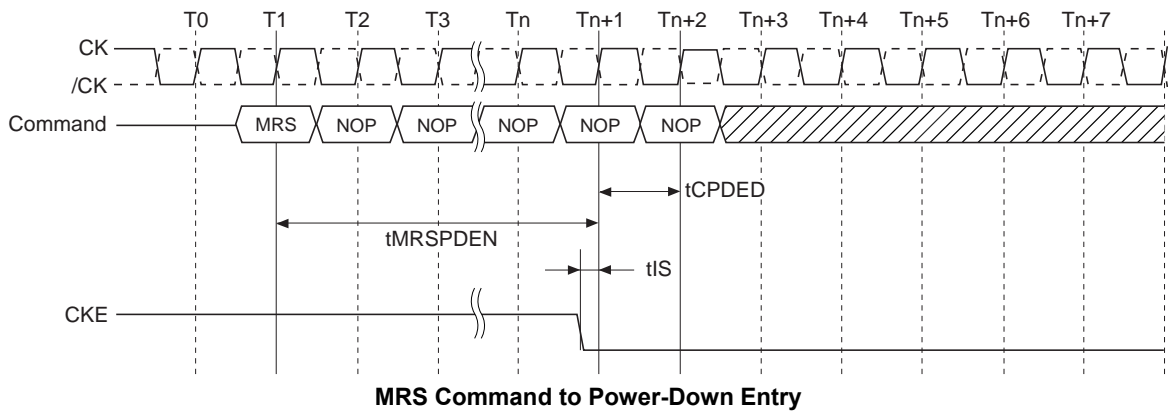 T0 T1 T2 T3 Tn Tn+1 Tn+2 Tn+3 Tn+4 Tn+5 Tn+6 Tn+7
CK
/CK
Command MRS NOP NOP NOP NOP NOP
tCPDED
tMRSPDEN
tIS
CKE
MRS Command to Power-Down Entry